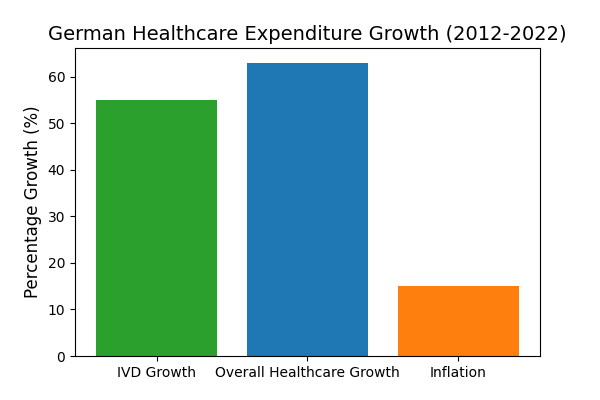 German Healthcare Expenditure Growth (2012-2022)
Percentage Growth (%)
60
50
40
30
20
10
0
IVD Growth
Overall Healthcare Growth
Inflation